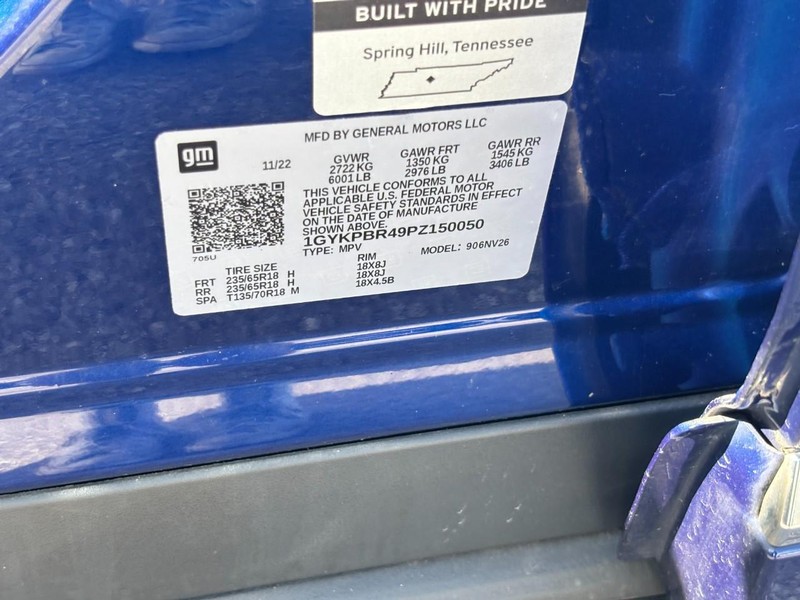 BUILT WITH PRIDE
Spring Hill, Tennessee
gm
MFD BY GENERAL MOTORS LLC
11/22 GVWR GAWR FRT GAWR RR
2722 KG 1350 KG 1545 KG
6001 LB 2976 LB 3406 LB
THIS VEHICLE CONFORMS TO ALL
APPLICABLE U.S. FEDERAL MOTOR
VEHICLE SAFETY STANDARDS IN EFFECT
ON THE DATE OF MANUFACTURE
SHOWN ABOVE.
1GYKPBR49PZ150050
TYPE: MPV MODEL: 906NV26
705U
TIRE SIZE RIM
FRT 235/65R18 H 18X8J
RR 235/65R18 H 18X8J
SPA T135/70R18 M 18X4.5B